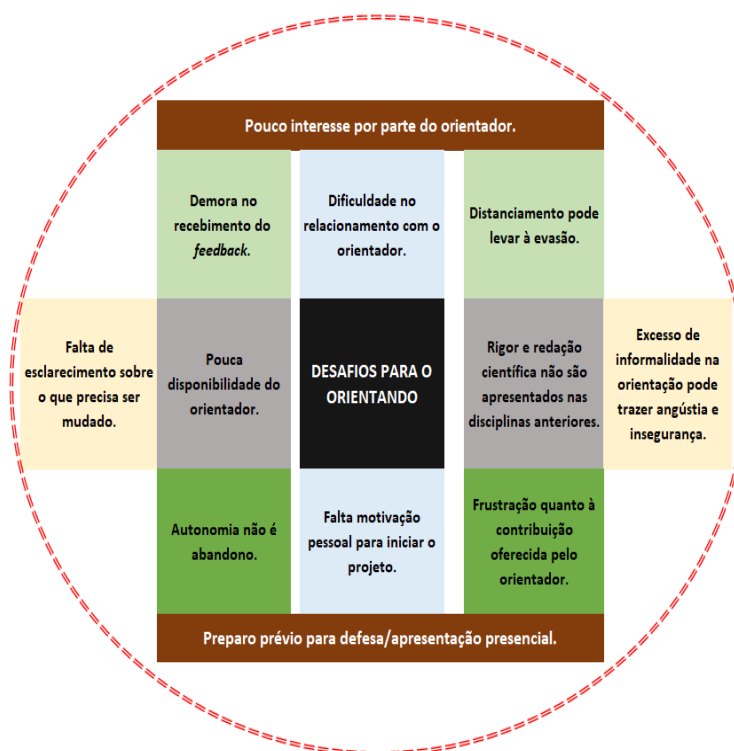 Pouco interesse por parte do orientador.
Demora no
recebimento do
feedback.
Dificuldade no
relacionamento com o
orientador.
Distanciamento pode
levar à evasão.
Falta de
esclarecimento sobre
o que precisa ser
mudado.
Pouca
disponibilidade do
orientador.
DESAFIOS PARA O
ORIENTANDO
Rigor e redação
científica não são
apresentados nas
disciplinas anteriores.
Excesso de
informalidade na
orientação pode
trazer angústia e
insegurança.
Autonomia não é
abandono.
Falta motivação
pessoal para iniciar o
projeto.
Frustração quanto à
contribuição
oferecida pelo
orientador.
Preparo prévio para defesa/apresentação presencial.